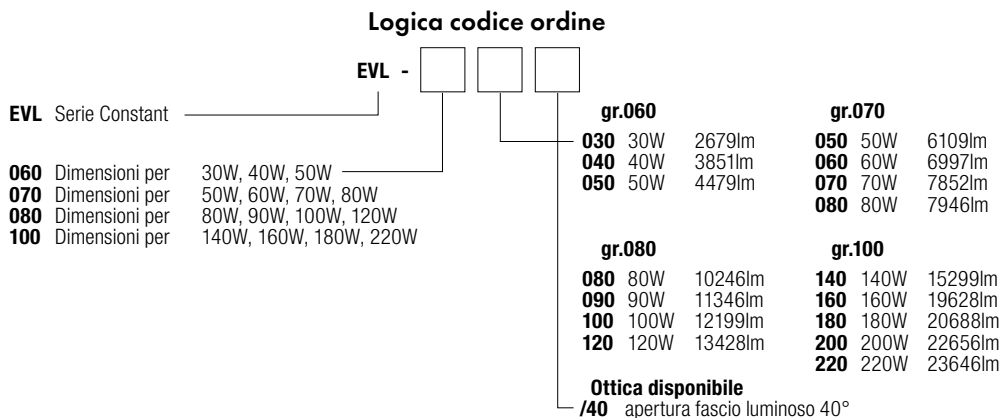 Logica codice ordine
EVL -
EVL Serie Constant
060 Dimensioni per 30W, 40W, 50W
070 Dimensioni per 50W, 60W, 70W, 80W
080 Dimensioni per 80W, 90W, 100W, 120W
100 Dimensioni per 140W, 160W, 180W, 220W
gr.060
030 30W 2679lm
040 40W 3851lm
050 50W 4479lm
gr.070
050 50W 6109lm
060 60W 6997lm
070 70W 7852lm
080 80W 7946lm
gr.080
080 80W 10246lm
090 90W 11346lm
100 100W 12199lm
120 120W 13428lm
gr.100
140 140W 15299lm
160 160W 19628lm
180 180W 20688lm
200 200W 22656lm
220 220W 23646lm
Ottica disponibile
/40 apertura fascio luminoso 40°